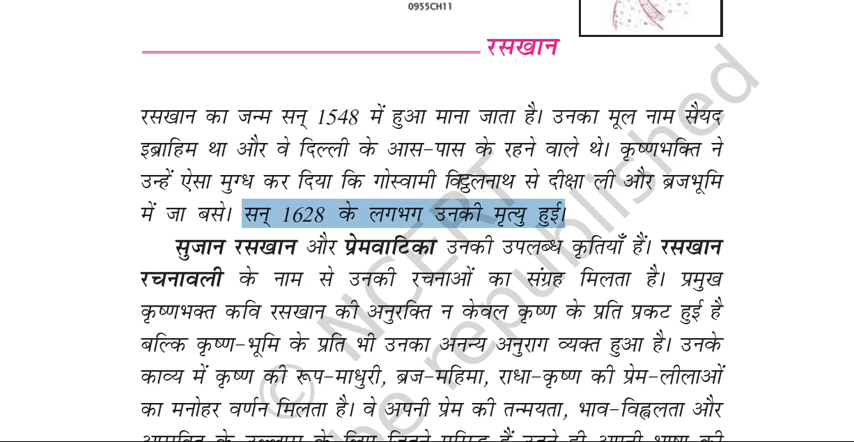 0955CH11
रसखान
रसखान का जन्म सन् 1548 में हुआ माना जाता है। उनका मूल नाम सैयद
इब्राहिम था और वे दिल्ली के आस-पास के रहने वाले थे। कृष्णभक्ति ने
उन्हें ऐसा मुग्ध कर दिया कि गोस्वामी विट्ठलनाथ से दीक्षा ली और ब्रजभूमि
में जा बसे। सन् 1628 के लगभग उनकी मृत्यु हुई।
सुजान रसखान और प्रेमवाटिका उनकी उपलब्ध कृतियाँ हैं। रसखान
रचनावली के नाम से उनकी रचनाओं का संग्रह मिलता है। प्रमुख
कृष्णभक्त कवि रसखान की अनुरक्ति न केवल कृष्ण के प्रति प्रकट हुई है
बल्कि कृष्ण-भूमि के प्रति भी उनका अनन्य अनुराग व्यक्त हुआ है। उनके
काव्य में कृष्ण की रूप-माधुरी, ब्रज-महिमा, राधा-कृष्ण की प्रेम-लीलाओं
का मनोहर वर्णन मिलता है। वे अपनी प्रेम की तन्मयता, भाव-विह्वलता और
© NCERT
be republished